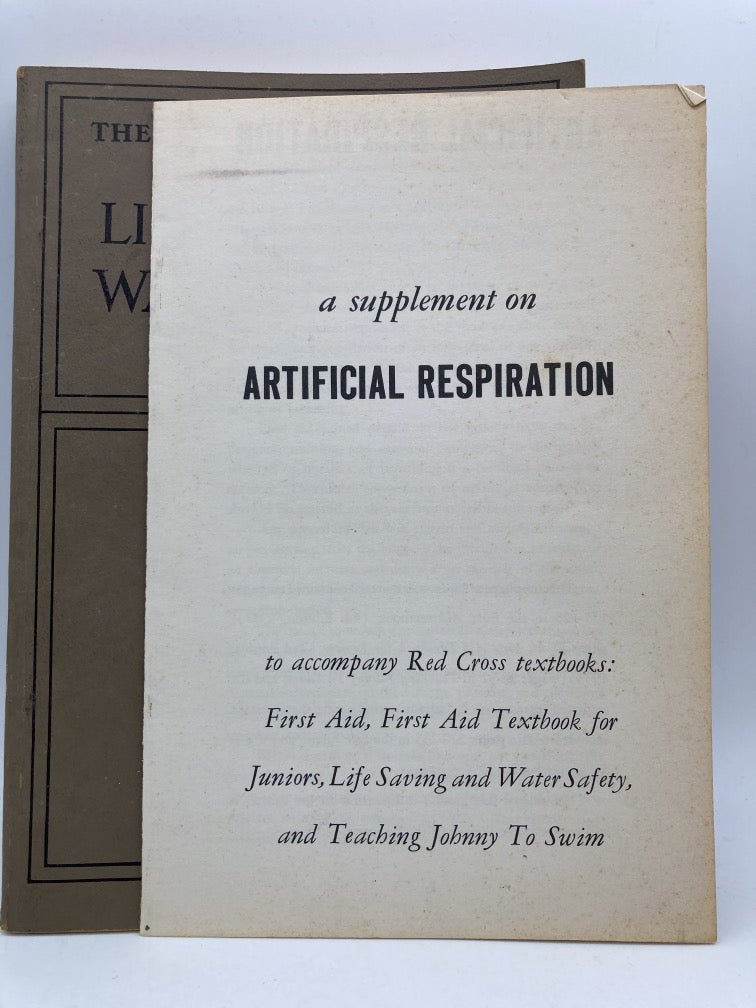 THE
LI
WA
a supplement on
ARTIFICIAL RESPIRATION
to accompany Red Cross textbooks:
First Aid, First Aid Textbook for
Juniors, Life Saving and Water Safety,
and Teaching Johnny To Swim